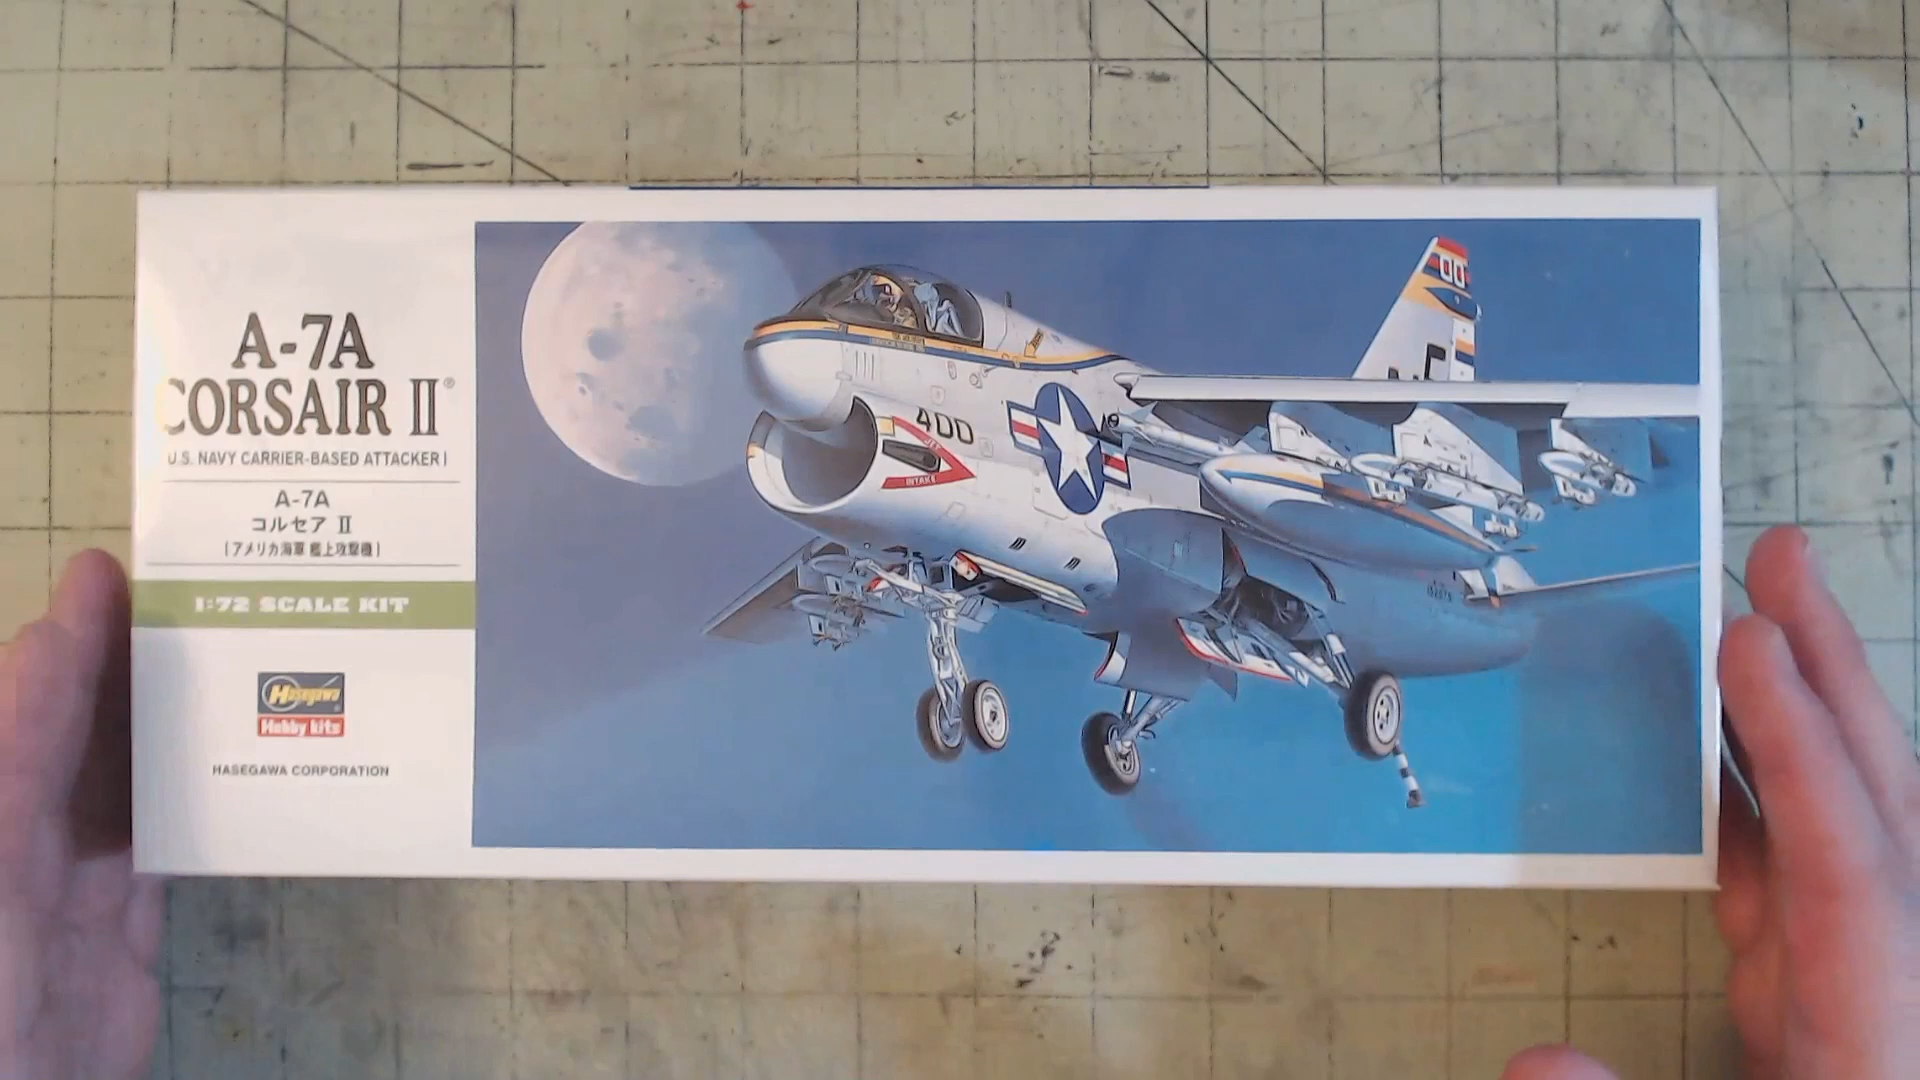 A-7A
CORSAIR II®
U.S. NAVY CARRIER-BASED ATTACKER
A-7A
コルセア II
[アメリカ海軍 艦上攻撃機]
1:72 SCALE KIT
Hasegawa
Hobby kits
HASEGAWA CORPORATION
400
JET
INTAKE
00